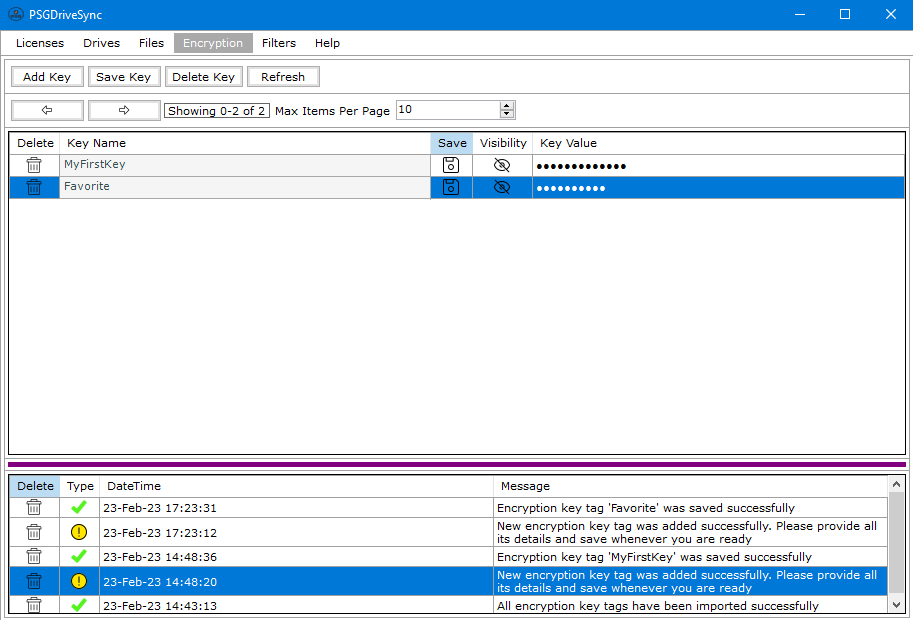 PSGDriveSync
Licenses Drives Files Encryption Filters Help
Add Key Save Key Delete Key Refresh
Showing 0-2 of 2 Max Items Per Page 10
Delete Key Name Save Visibility Key Value
MyFirstKey ●●●●●●●●●●●●●
Favorite ●●●●●●●●●●
Delete Type DateTime Message
23-Feb-23 17:23:31 Encryption key tag 'Favorite' was saved successfully
23-Feb-23 17:23:12 New encryption key tag was added successfully. Please provide all
its details and save whenever you are ready
23-Feb-23 14:48:36 Encryption key tag 'MyFirstKey' was saved successfully
23-Feb-23 14:48:20 New encryption key tag was added successfully. Please provide all
its details and save whenever you are ready
23-Feb-23 14:43:13 All encryption key tags have been imported successfully